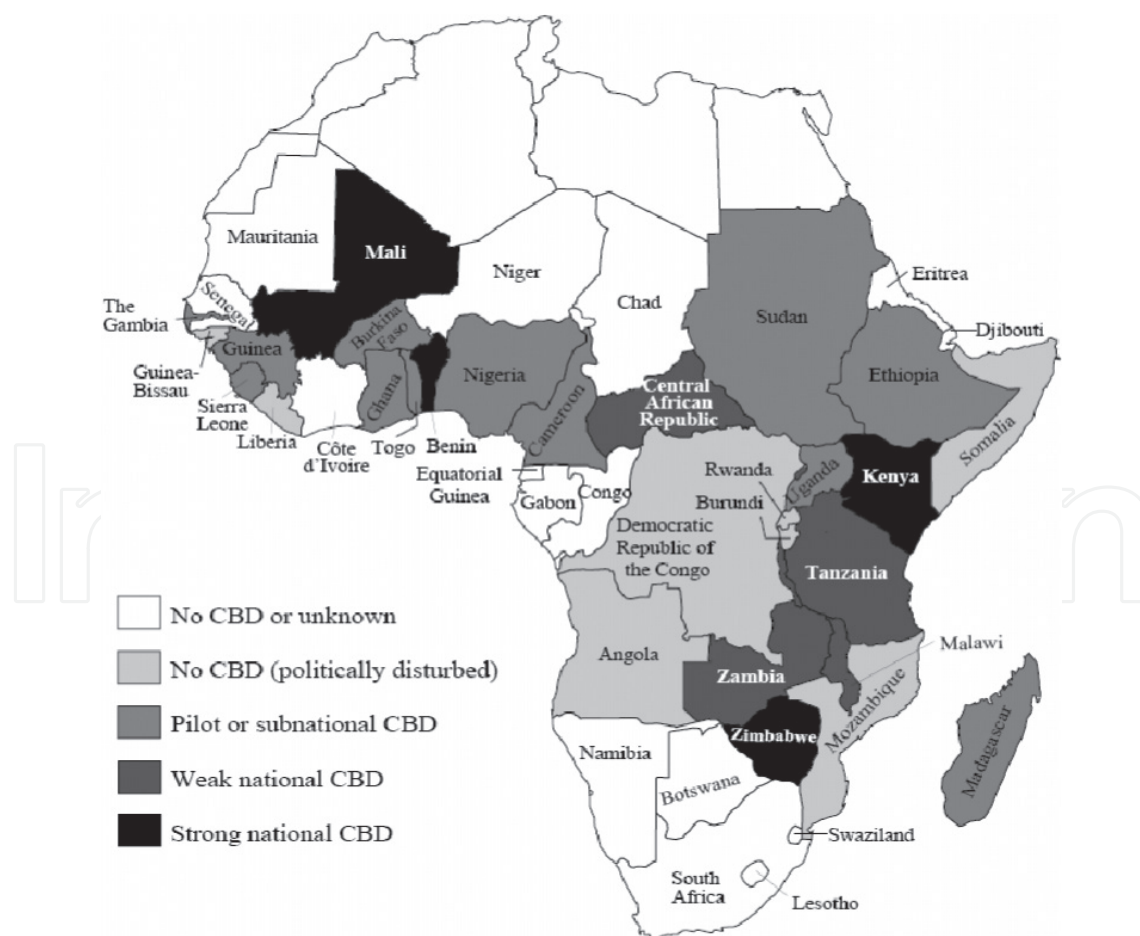 Mauritania
Mali
Niger
Chad
Sudan
Eritrea
Djibouti
The
Gambia
Senegal
Guinea-
Bissau
Guinea
Burkina
Faso
Nigeria
Ethiopia
Sierra
Leone
Liberia
Côte
d'Ivoire
Ghana
Togo
Benin
Cameroon
Central
African
Republic
Somalia
Equatorial
Guinea
Gabon
Congo
Rwanda
Burundi
Uganda
Kenya
Democratic
Republic of
the Congo
Tanzania
Angola
Zambia
Malawi
Zimbabwe
Mozambique
Madagascar
Namibia
Botswana
Swaziland
South
Africa
Lesotho
No CBD or unknown
No CBD (politically disturbed)
Pilot or subnational CBD
Weak national CBD
Strong national CBD